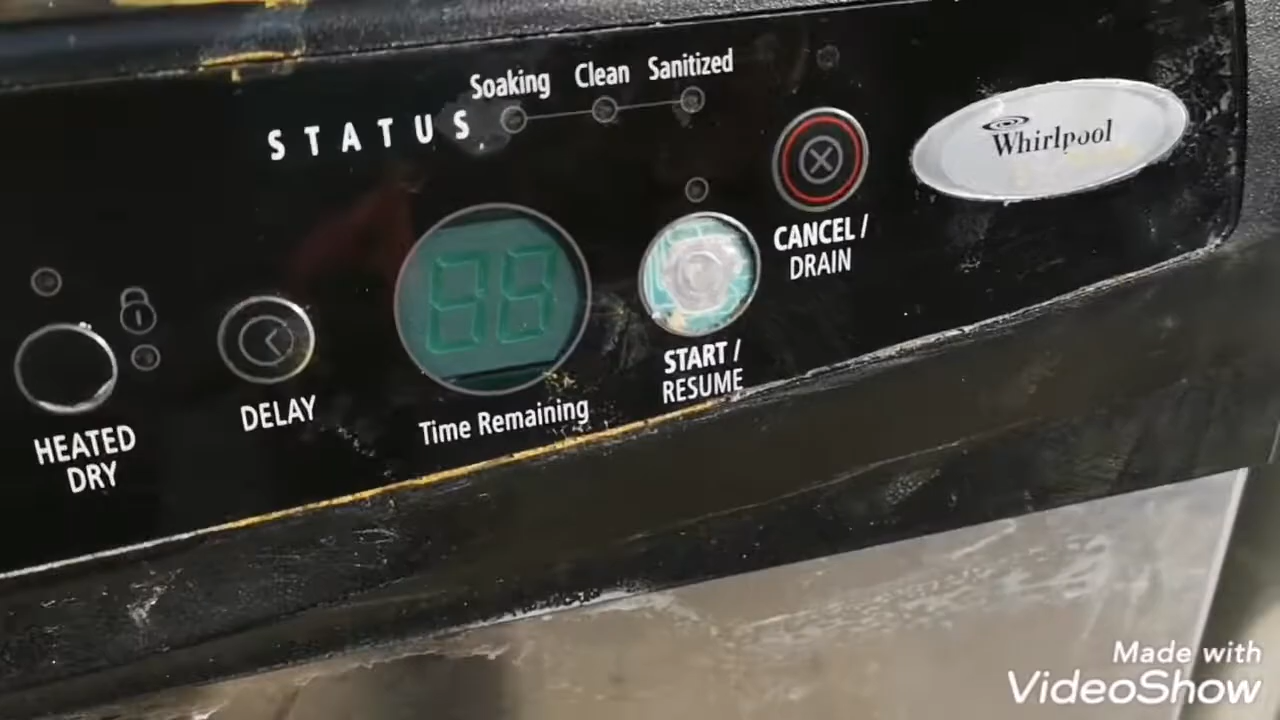 Soaking Clean Sanitized
STATUS
Whirlpool
CANCEL /
DRAIN
START /
RESUME
Time Remaining
DELAY
HEATED
DRY
Made with
VideoShow